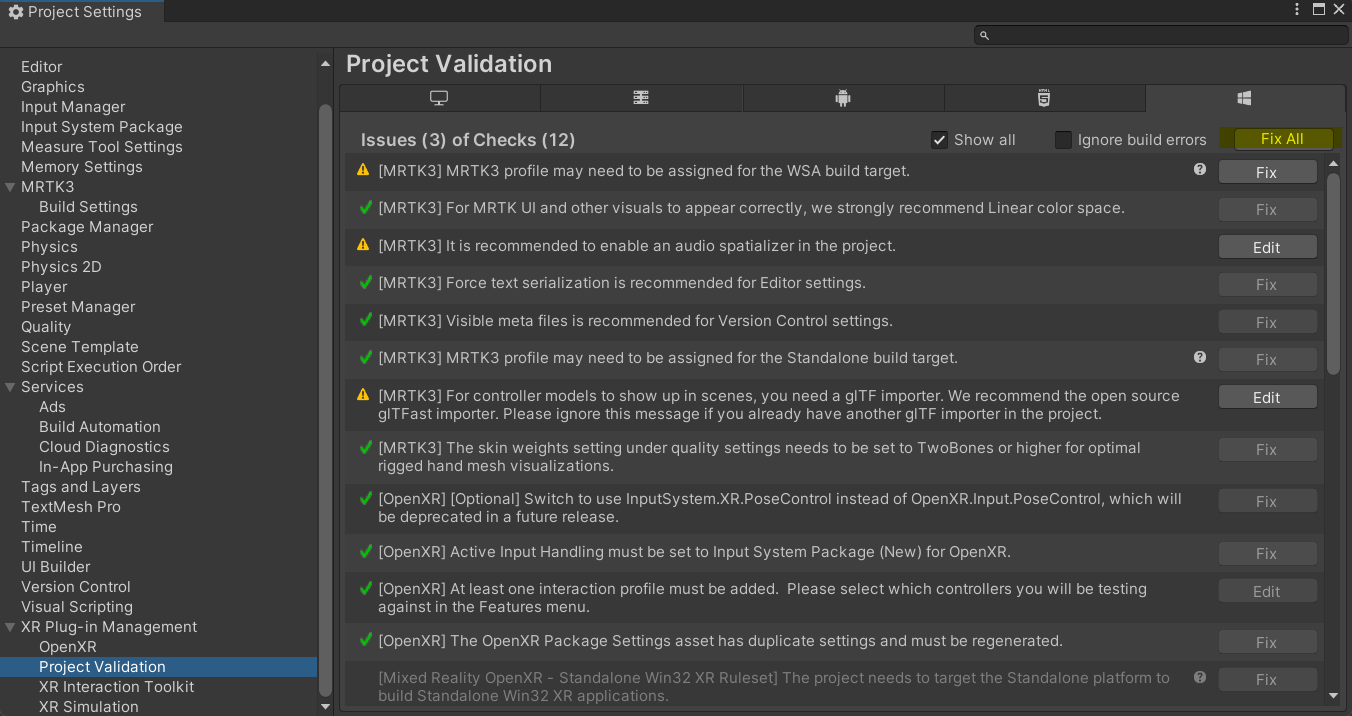 Project Settings
Editor
Graphics
Input Manager
Input System Package
Measure Tool Settings
Memory Settings
MRTK3
Build Settings
Package Manager
Physics
Physics 2D
Player
Preset Manager
Quality
Scene Template
Script Execution Order
Services
Ads
Build Automation
Cloud Diagnostics
In-App Purchasing
Tags and Layers
TextMesh Pro
Time
Timeline
UI Builder
Version Control
Visual Scripting
XR Plug-in Management
OpenXR
Project Validation
XR Interaction Toolkit
XR Simulation
Project Validation
Issues (3) of Checks (12) Show all Ignore build errors Fix All
[MRTK3] MRTK3 profile may need to be assigned for the WSA build target. Fix
[MRTK3] For MRTK UI and other visuals to appear correctly, we strongly recommend Linear color space. Fix
[MRTK3] It is recommended to enable an audio spatializer in the project. Edit
[MRTK3] Force text serialization is recommended for Editor settings. Fix
[MRTK3] Visible meta files is recommended for Version Control settings. Fix
[MRTK3] MRTK3 profile may need to be assigned for the Standalone build target. Fix
[MRTK3] For controller models to show up in scenes, you need a glTF importer. We recommend the open source Edit
glTFast importer. Please ignore this message if you already have another glTF importer in the project.
[MRTK3] The skin weights setting under quality settings needs to be set to TwoBones or higher for optimal Fix
rigged hand mesh visualizations.
[OpenXR] [Optional] Switch to use InputSystem.XR.PoseControl instead of OpenXR.Input.PoseControl, which will Fix
be deprecated in a future release.
[OpenXR] Active Input Handling must be set to Input System Package (New) for OpenXR. Fix
[OpenXR] At least one interaction profile must be added.  Please select which controllers you will be testing Edit
against in the Features menu.
[OpenXR] The OpenXR Package Settings asset has duplicate settings and must be regenerated. Fix
[Mixed Reality OpenXR - Standalone Win32 XR Ruleset] The project needs to target the Standalone platform to Fix
build Standalone Win32 XR applications.